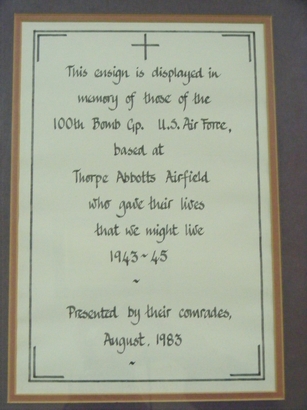 This ensign is displayed in
memory of those of the
100th Bomb Gp. U.S. Air Force,
based at
Thorpe Abbotts Airfield
who gave their lives
that we might live
1943~45
~
Presented by their comrades,
August, 1983
~